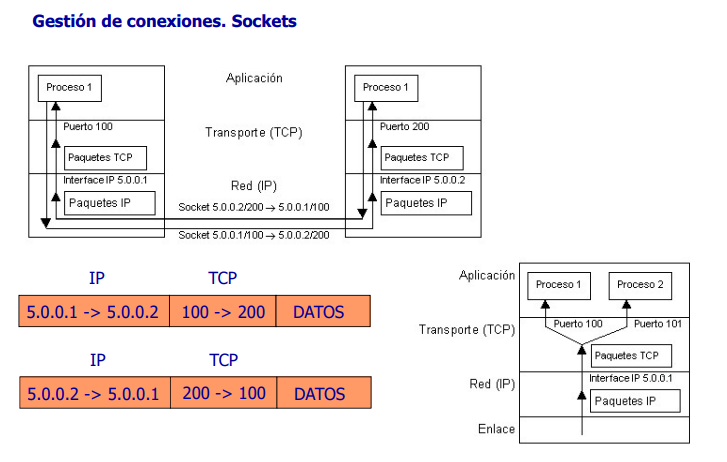 Gestión de conexiones. Sockets
Proceso 1
Aplicación
Proceso 1
Puerto 100
Transporte (TCP)
Puerto 200
Paquetes TCP
Paquetes TCP
Interface IP 5.0.0.1
Red (IP)
Interface IP 5.0.0.2
Paquetes IP
Paquetes IP
Socket 5.0.0.2/200 → 5.0.0.1/100
Socket 5.0.0.1/100 → 5.0.0.2/200
IP TCP
5.0.0.1 -> 5.0.0.2 100 -> 200 DATOS
IP TCP
5.0.0.2 -> 5.0.0.1 200 -> 100 DATOS
Aplicación
Proceso 1
Proceso 2
Transporte (TCP)
Puerto 100
Puerto 101
Paquetes TCP
Red (IP)
Interface IP 5.0.0.1
Paquetes IP
Enlace